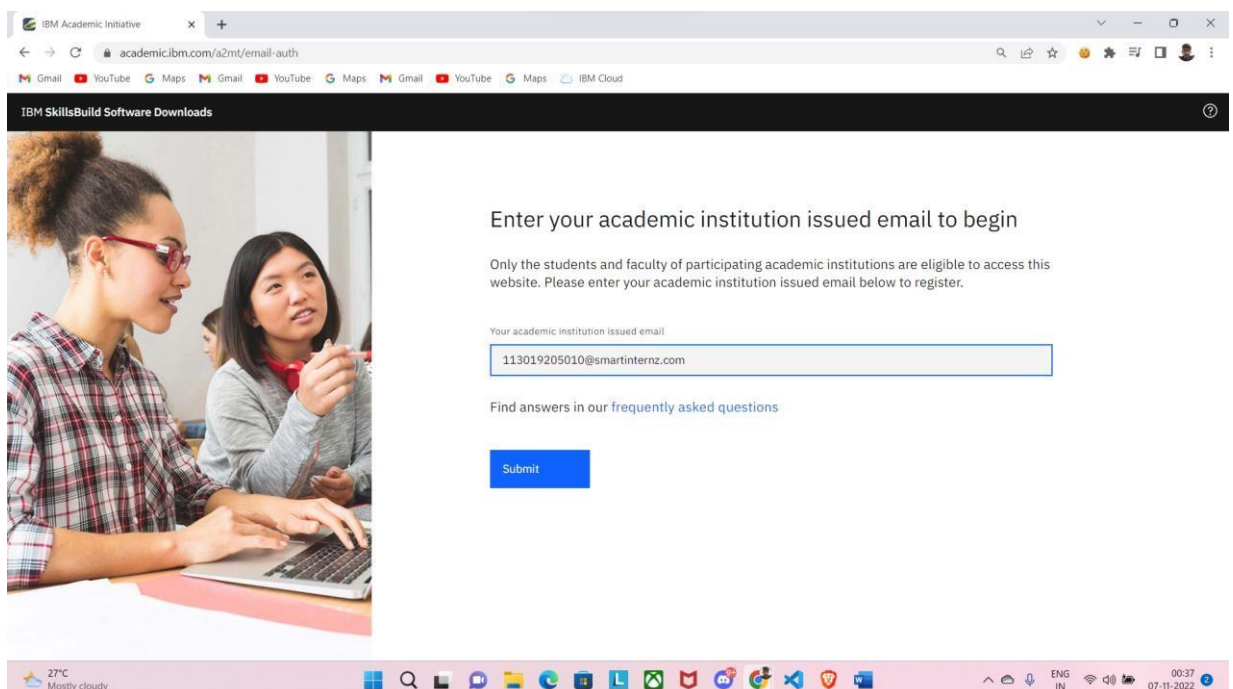 IBM Academic Initiative
academic.ibm.com/a2mt/email-auth
Gmail YouTube Maps Gmail YouTube Maps Gmail YouTube Maps IBM Cloud
IBM SkillsBuild Software Downloads
Enter your academic institution issued email to begin
Only the students and faculty of participating academic institutions are eligible to access this
website. Please enter your academic institution issued email below to register.
Your academic institution issued email
113019205010@smartinternz.com
Find answers in our frequently asked questions
Submit
27°C
Mostly cloudy
ENG
IN
00:37
07-11-2022
2